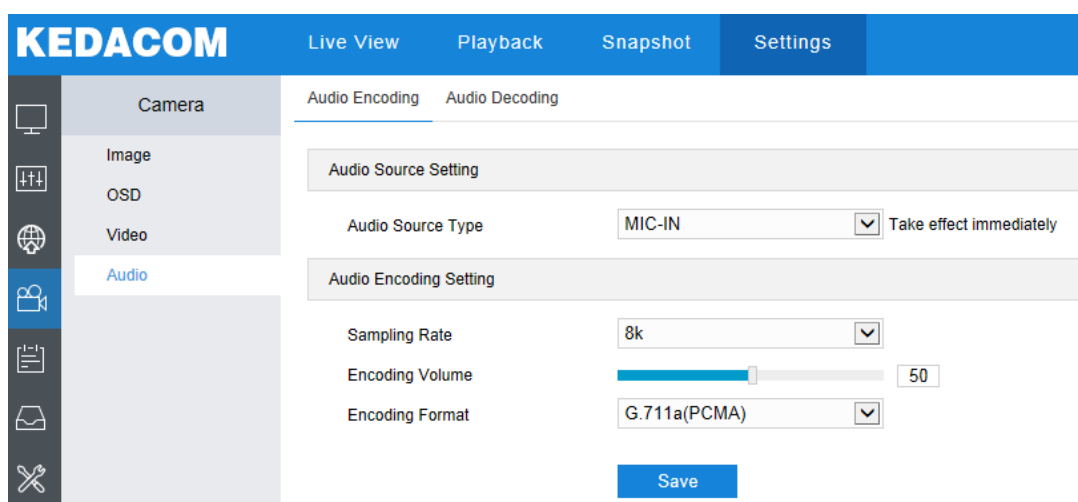 KEDACOM Live View Playback Snapshot Settings
Camera
Image
OSD
Video
Audio
Audio Encoding Audio Decoding
Audio Source Setting
Audio Source Type MIC-IN Take effect immediately
Audio Encoding Setting
Sampling Rate 8k
Encoding Volume 50
Encoding Format G.711a(PCMA)
Save